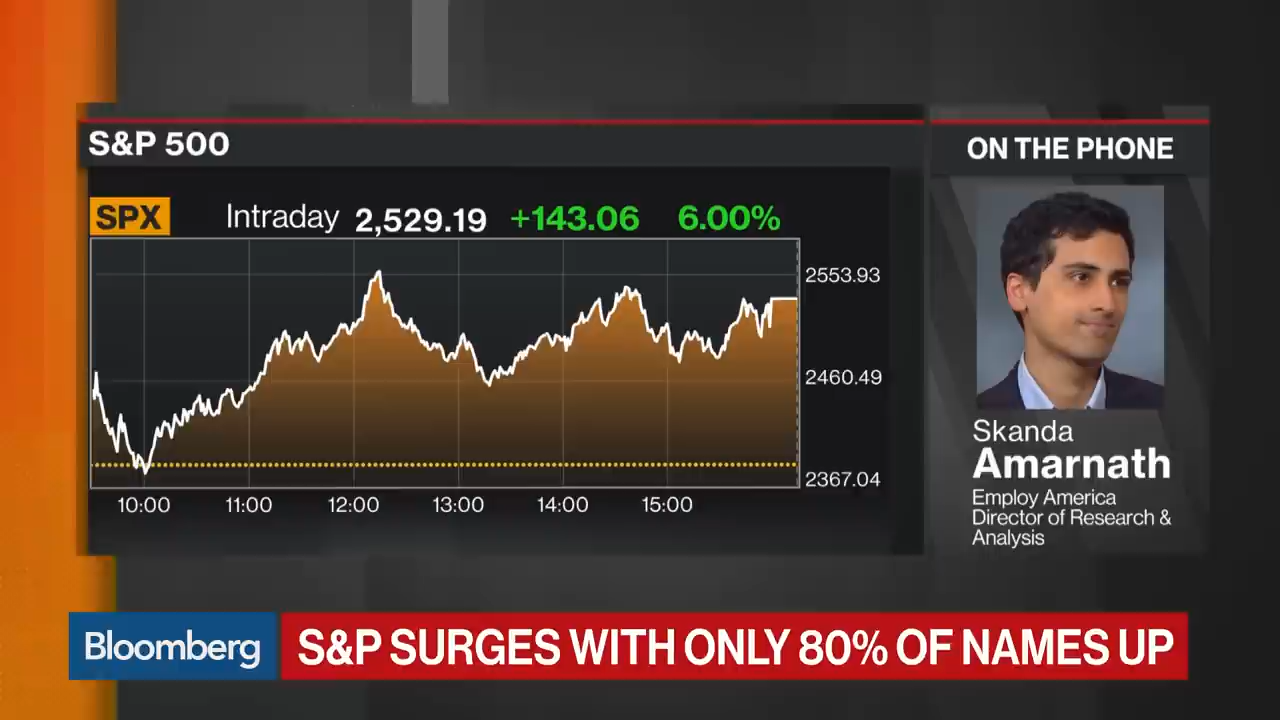 S&P 500
SPX Intraday 2,529.19 +143.06 6.00%
2553.93
2460.49
2367.04
10:00 11:00 12:00 13:00 14:00 15:00
ON THE PHONE
Skanda
Amarnath
Employ America
Director of Research &
Analysis
Bloomberg
S&P SURGES WITH ONLY 80% OF NAMES UP